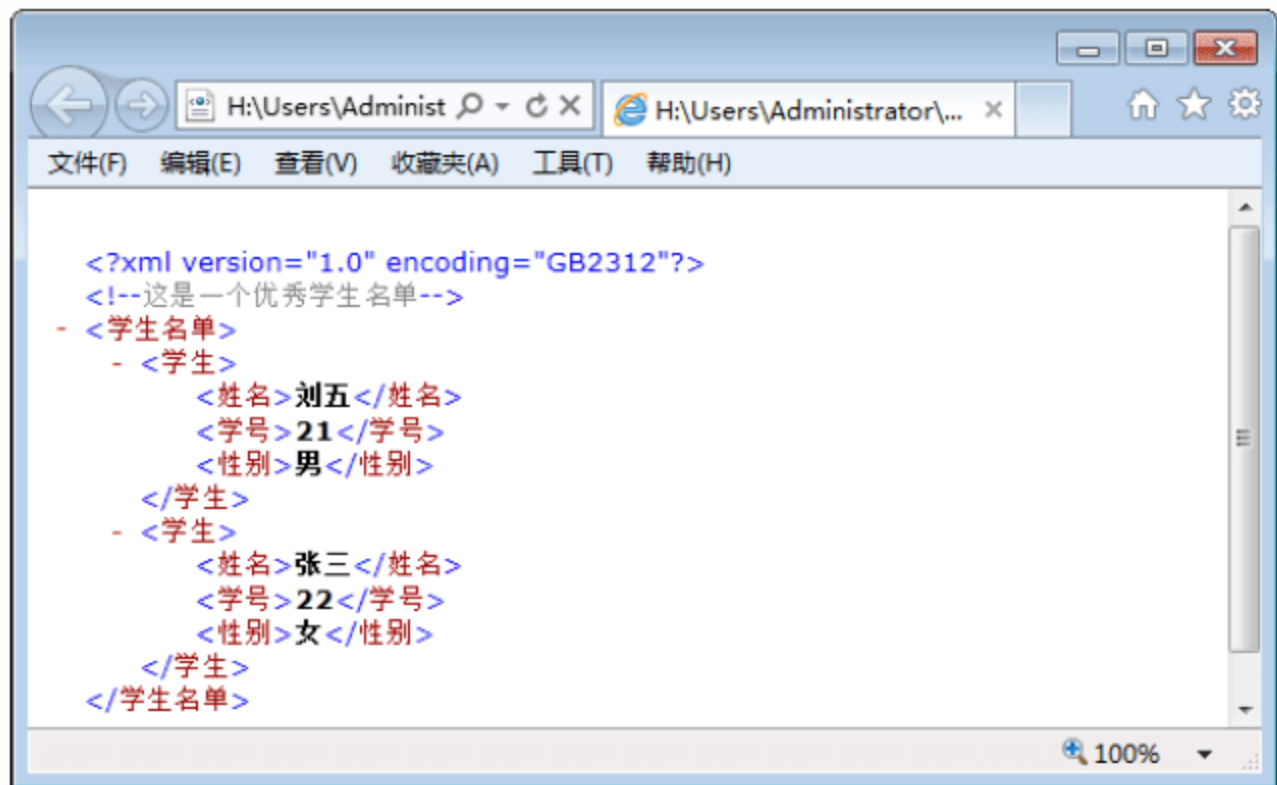 H:\Users\Administ
H:\Users\Administrator\...
文件(F) 编辑(E) 查看(V) 收藏夹(A) 工具(T) 帮助(H)
<?xml version="1.0" encoding="GB2312"?>
<!--这是一个优秀学生名单-->
- <学生名单>
- <学生>
<姓名>刘五</姓名>
<学号>21</学号>
<性别>男</性别>
</学生>
- <学生>
<姓名>张三</姓名>
<学号>22</学号>
<性别>女</性别>
</学生>
</学生名单>
100%